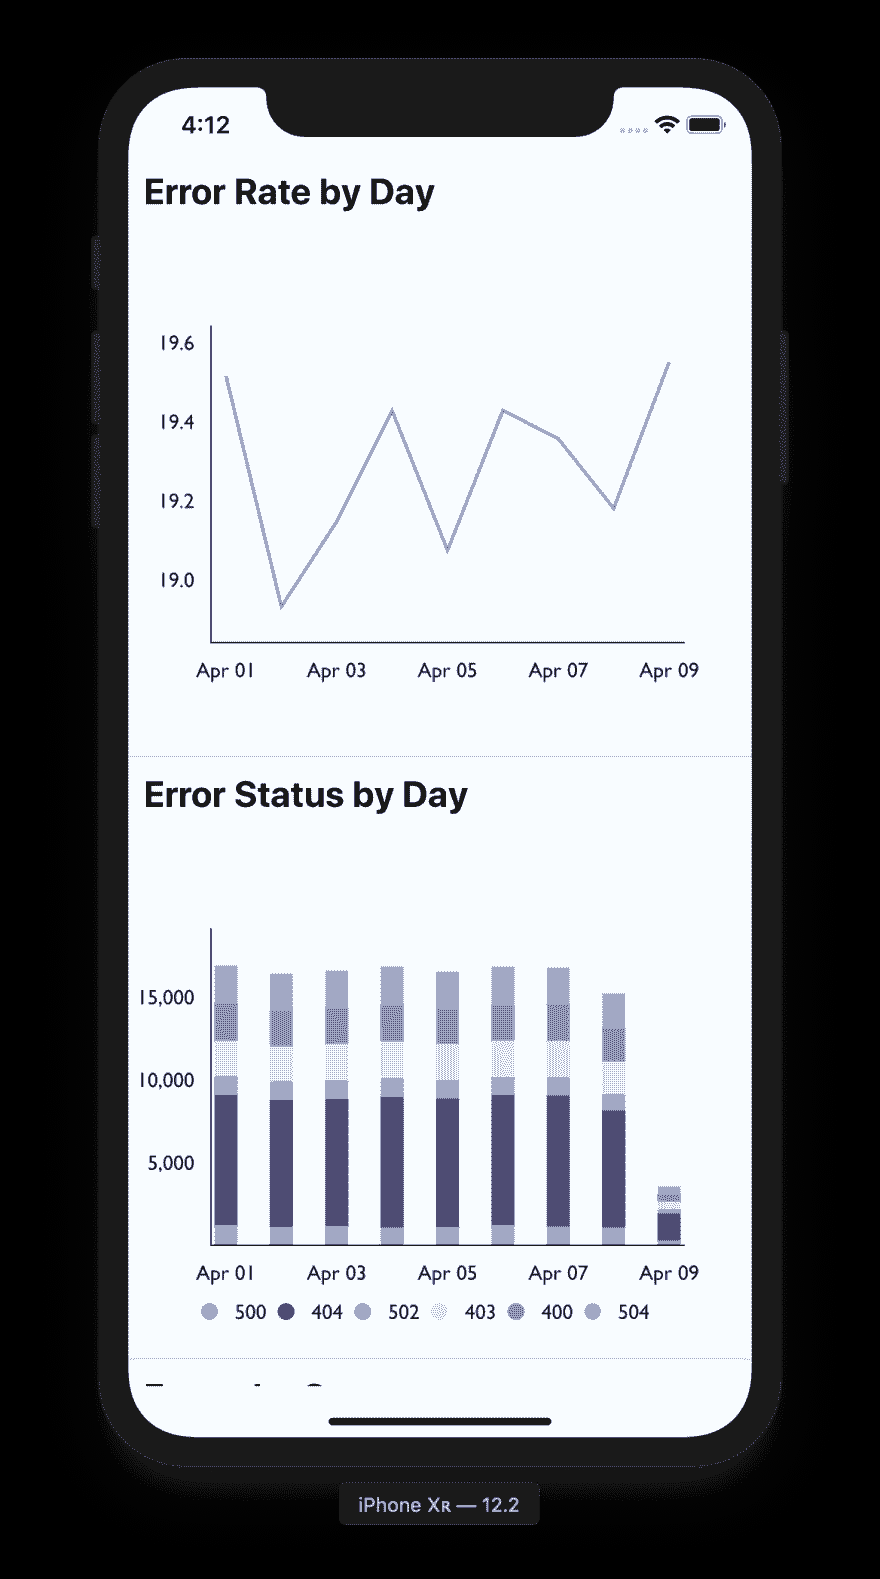 4:12
Error Rate by Day
19.6
19.4
19.2
19.0
Apr 01 Apr 03 Apr 05 Apr 07 Apr 09
Error Status by Day
15,000
10,000
5,000
Apr 01 Apr 03 Apr 05 Apr 07 Apr 09
500 404 502 403 400 504
iPhone Xʀ — 12.2